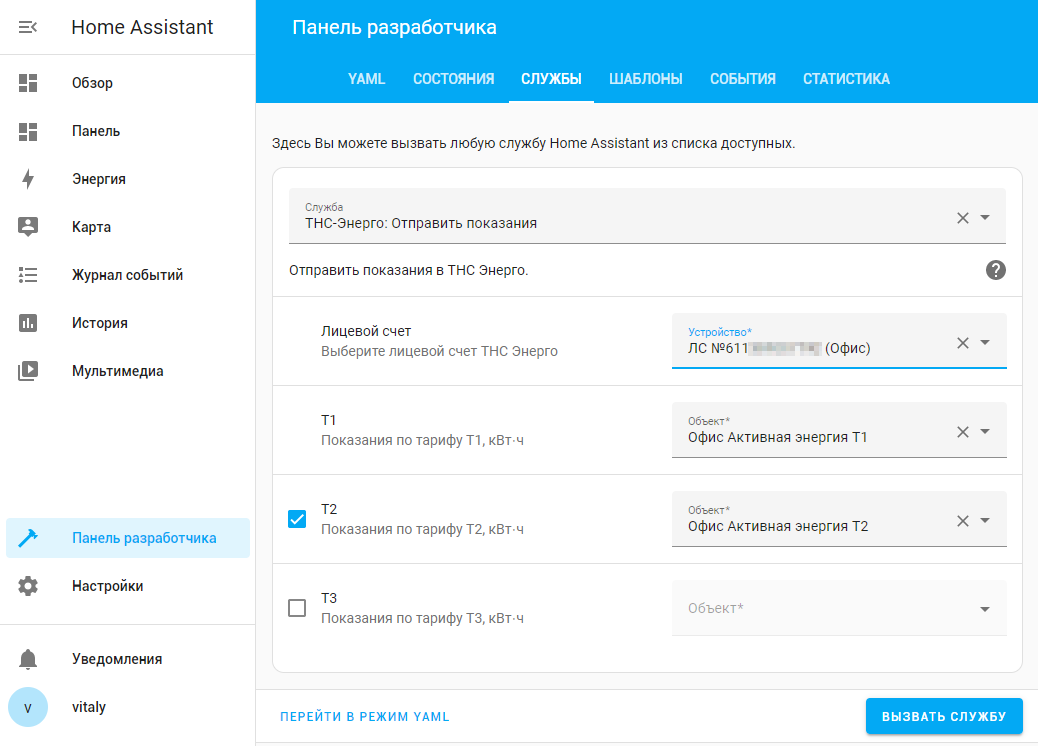 Home Assistant
Обзор
Панель
Энергия
Карта
Журнал событий
История
Мультимедиа
Панель разработчика
Настройки
Уведомления
v
vitaly
Панель разработчика
YAML СОСТОЯНИЯ СЛУЖБЫ ШАБЛОНЫ СОБЫТИЯ СТАТИСТИКА
Здесь Вы можете вызвать любую службу Home Assistant из списка доступных.
Служба
ТНС-Энерго: Отправить показания
Отправить показания в ТНС Энерго.
Лицевой счет
Выберите лицевой счет ТНС Энерго
Устройство*
ЛС №611 (Офис)
T1
Показания по тарифу T1, кВт·ч
Объект*
Офис Активная энергия T1
T2
Показания по тарифу T2, кВт·ч
Объект*
Офис Активная энергия T2
T3
Показания по тарифу T3, кВт·ч
Объект*
ПЕРЕЙТИ В РЕЖИМ YAML
ВЫЗВАТЬ СЛУЖБУ